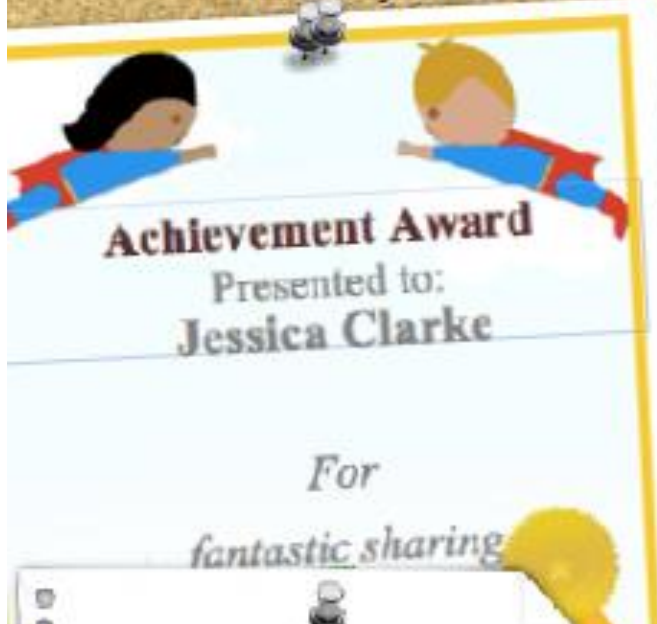 Achievement Award
Presented to:
Jessica Clarke
For
fantastic sharing